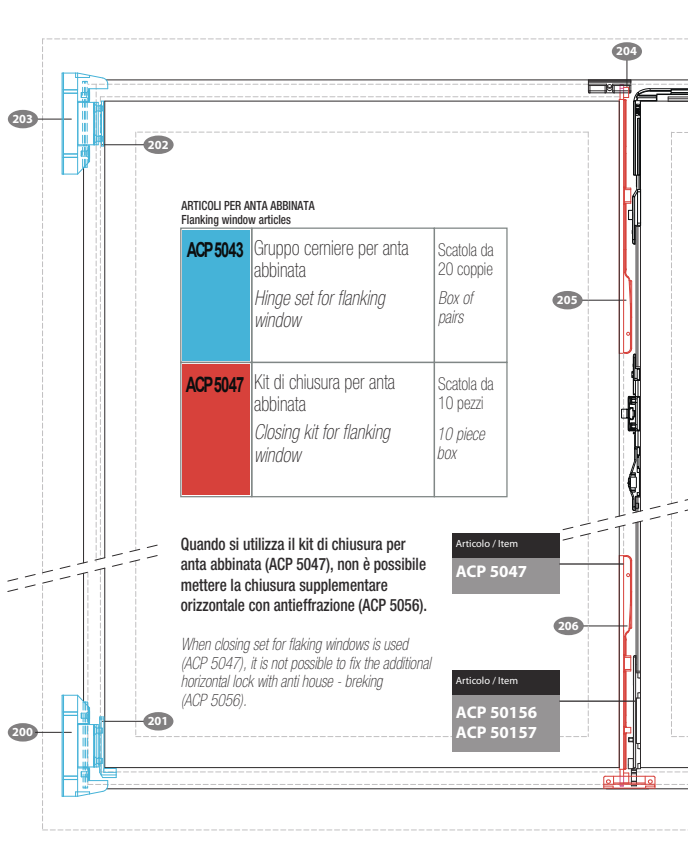 204
203
202
ARTICOLI PER ANTA ABBINATA
Flanking window articles
ACP 5043
Gruppo cerniere per anta
abbinata
Hinge set for flanking
window
Scatola da
20 coppie
Box of
pairs
205
ACP 5047
Kit di chiusura per anta
abbinata
Closing kit for flanking
window
Scatola da
10 pezzi
10 piece
box
Quando si utilizza il kit di chiusura per
anta abbinata (ACP 5047), non è possibile
mettere la chiusura supplementare
orizzontale con antieffrazione (ACP 5056).
When closing set for flaking windows is used
(ACP 5047), it is not possible to fix the additional
horizontal lock with anti house - breking
(ACP 5056).
Articolo / Item
ACP 5047
206
Articolo / Item
ACP 50156
ACP 50157
201
200